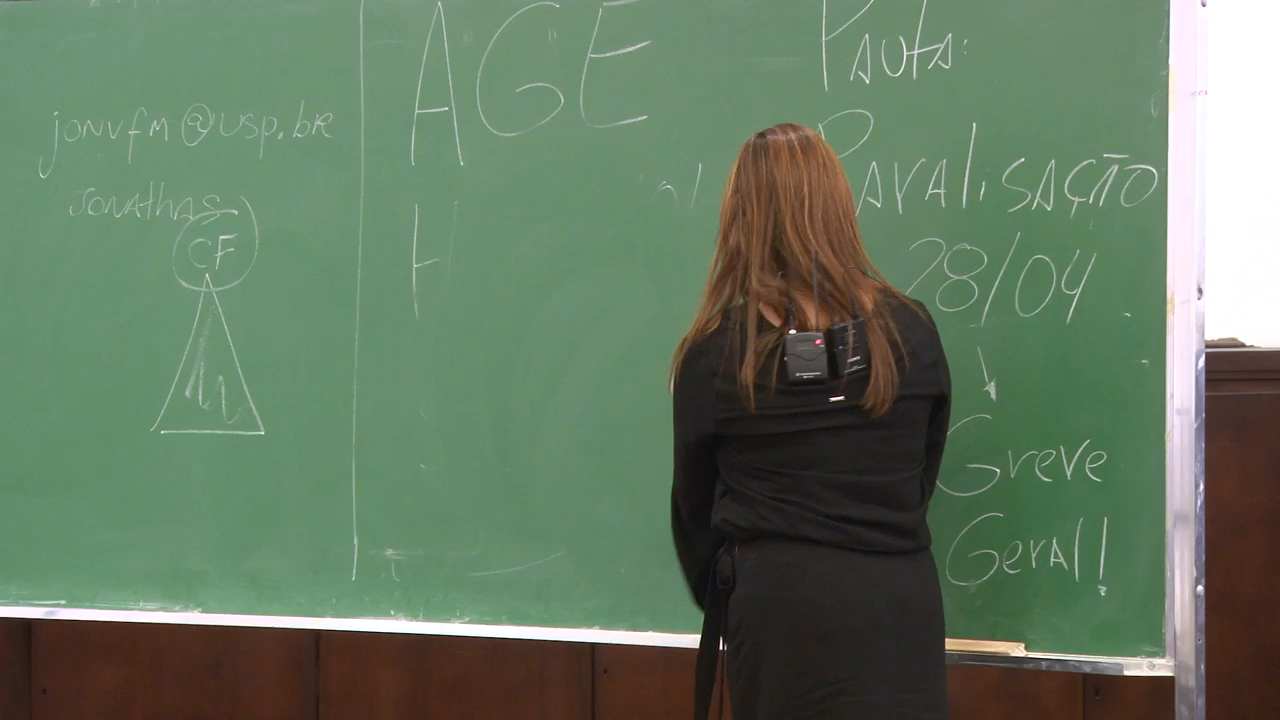 jonvfm@usp.br
Jonathas
CF
AGE
Pauta:
Paralisação
28/04
Greve
Geral!